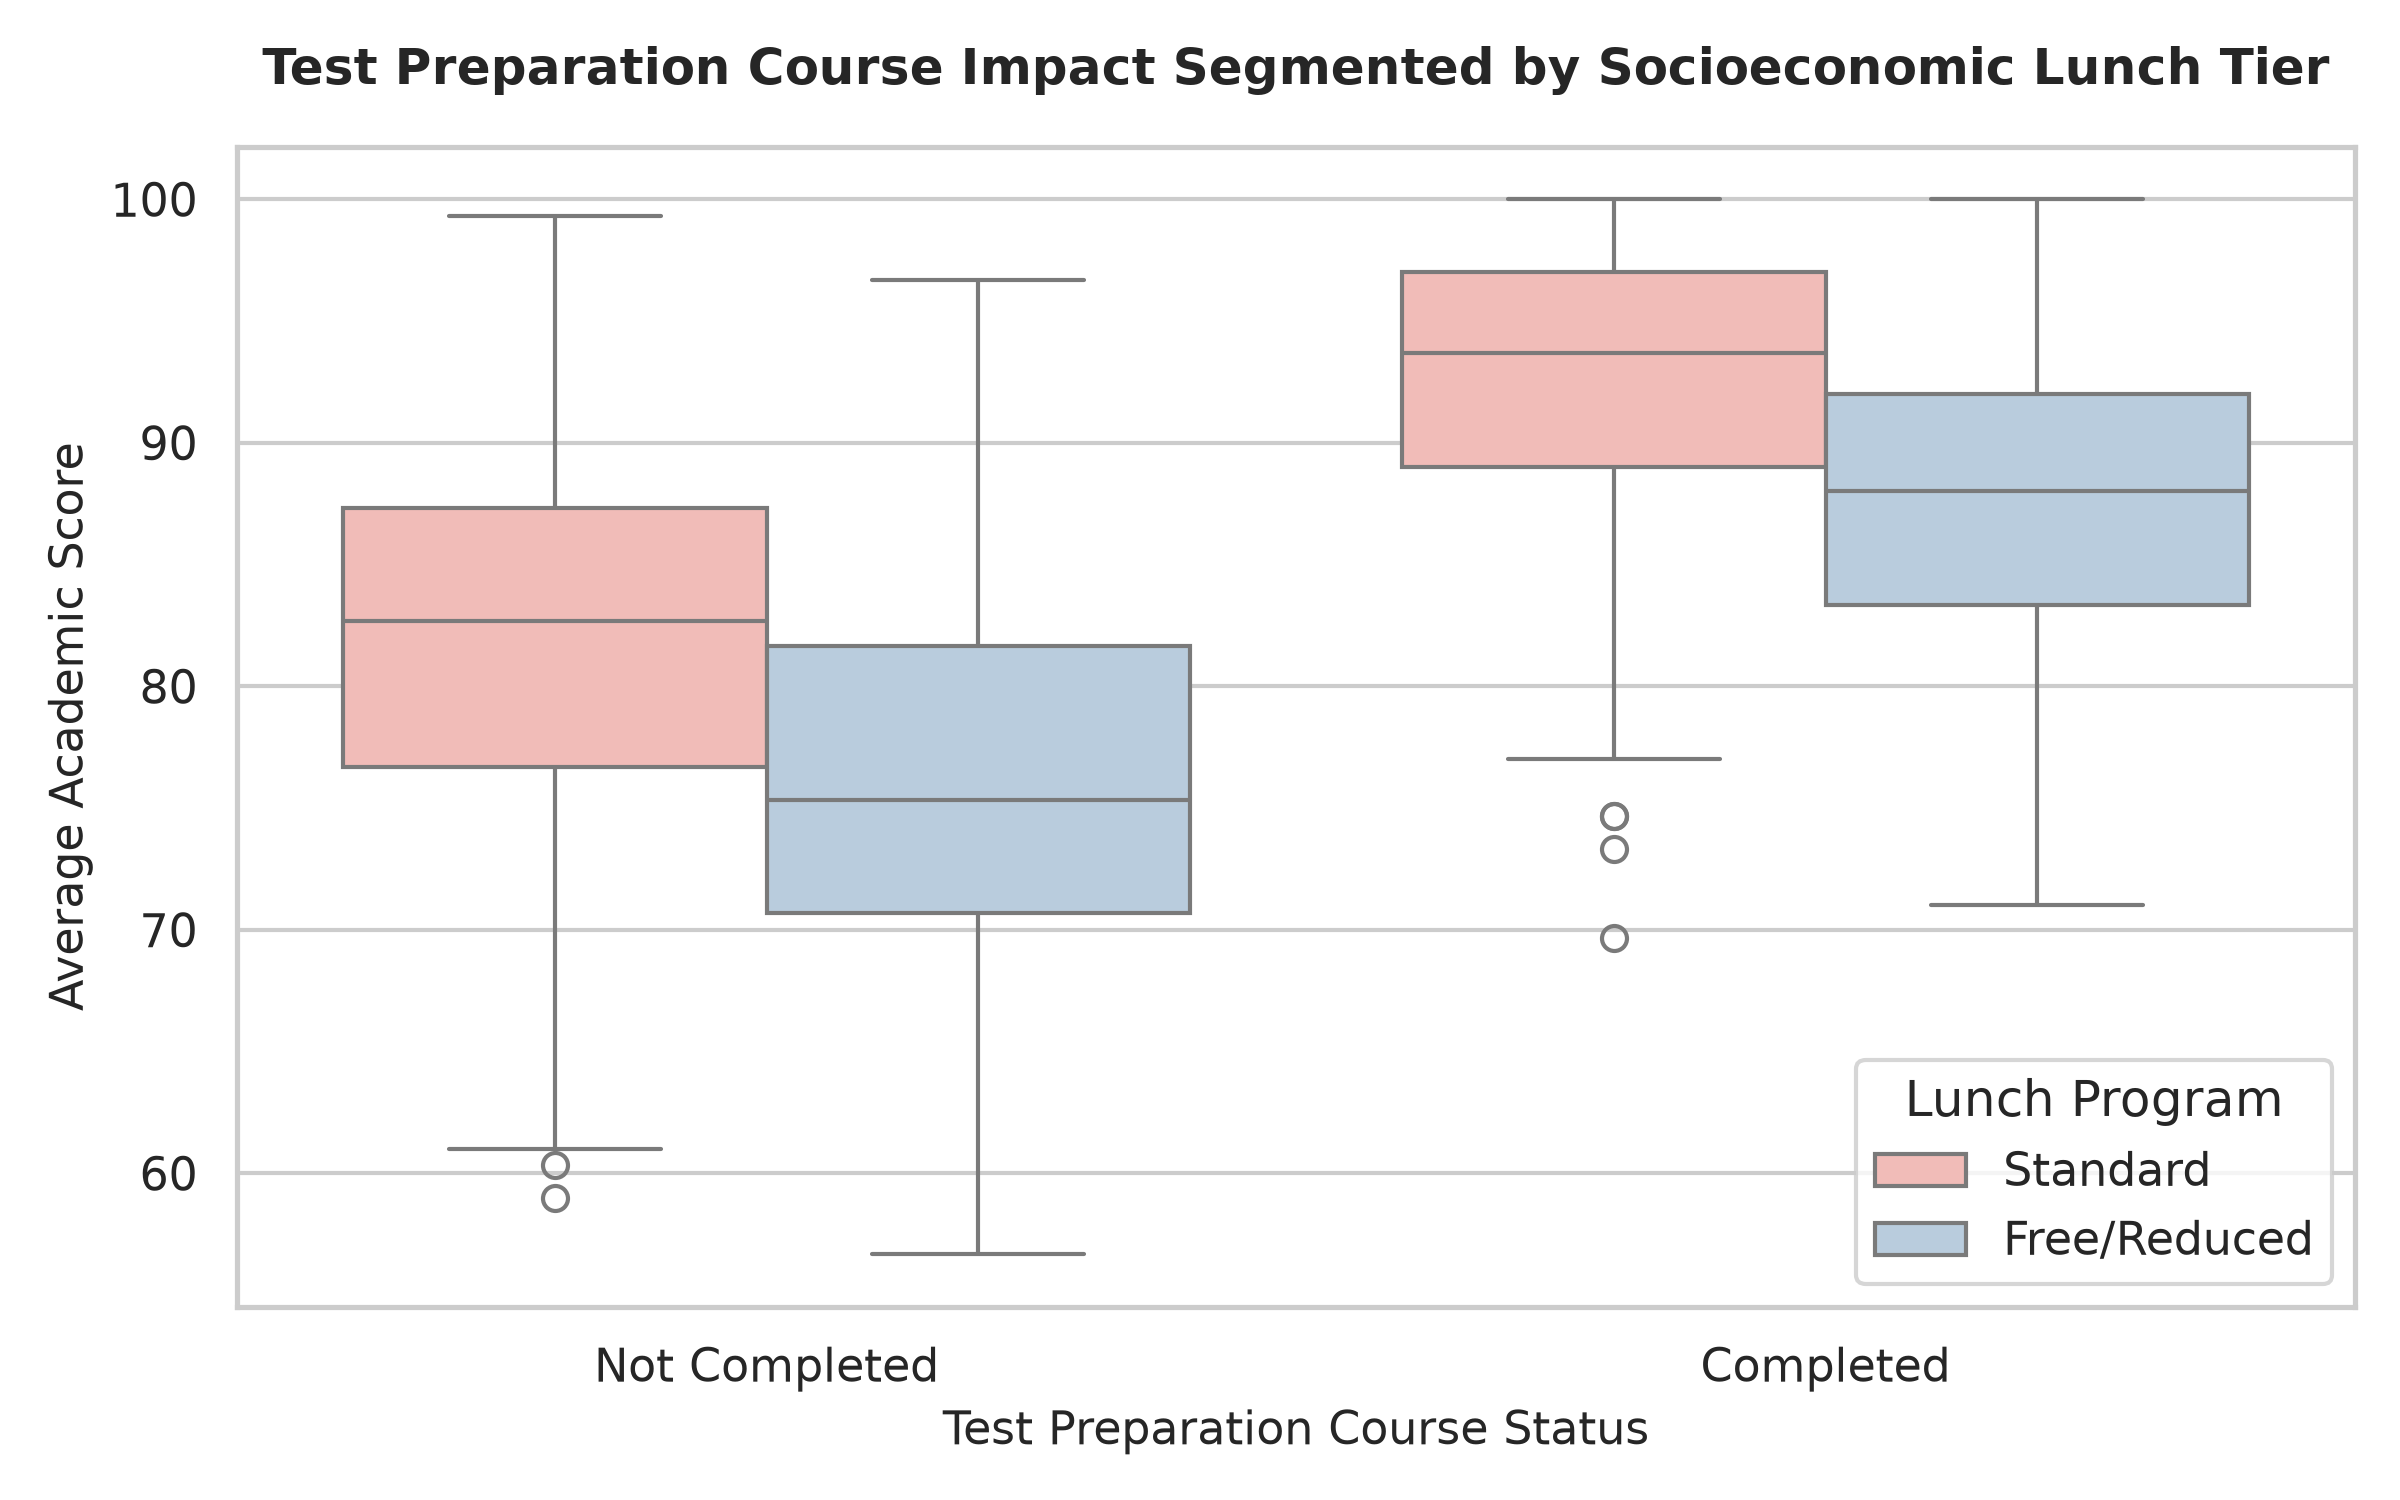 Test Preparation Course Impact Segmented by Socioeconomic Lunch Tier
Average Academic Score
100
90
80
70
60
Lunch Program
Standard
Free/Reduced
Not Completed
Completed
Test Preparation Course Status